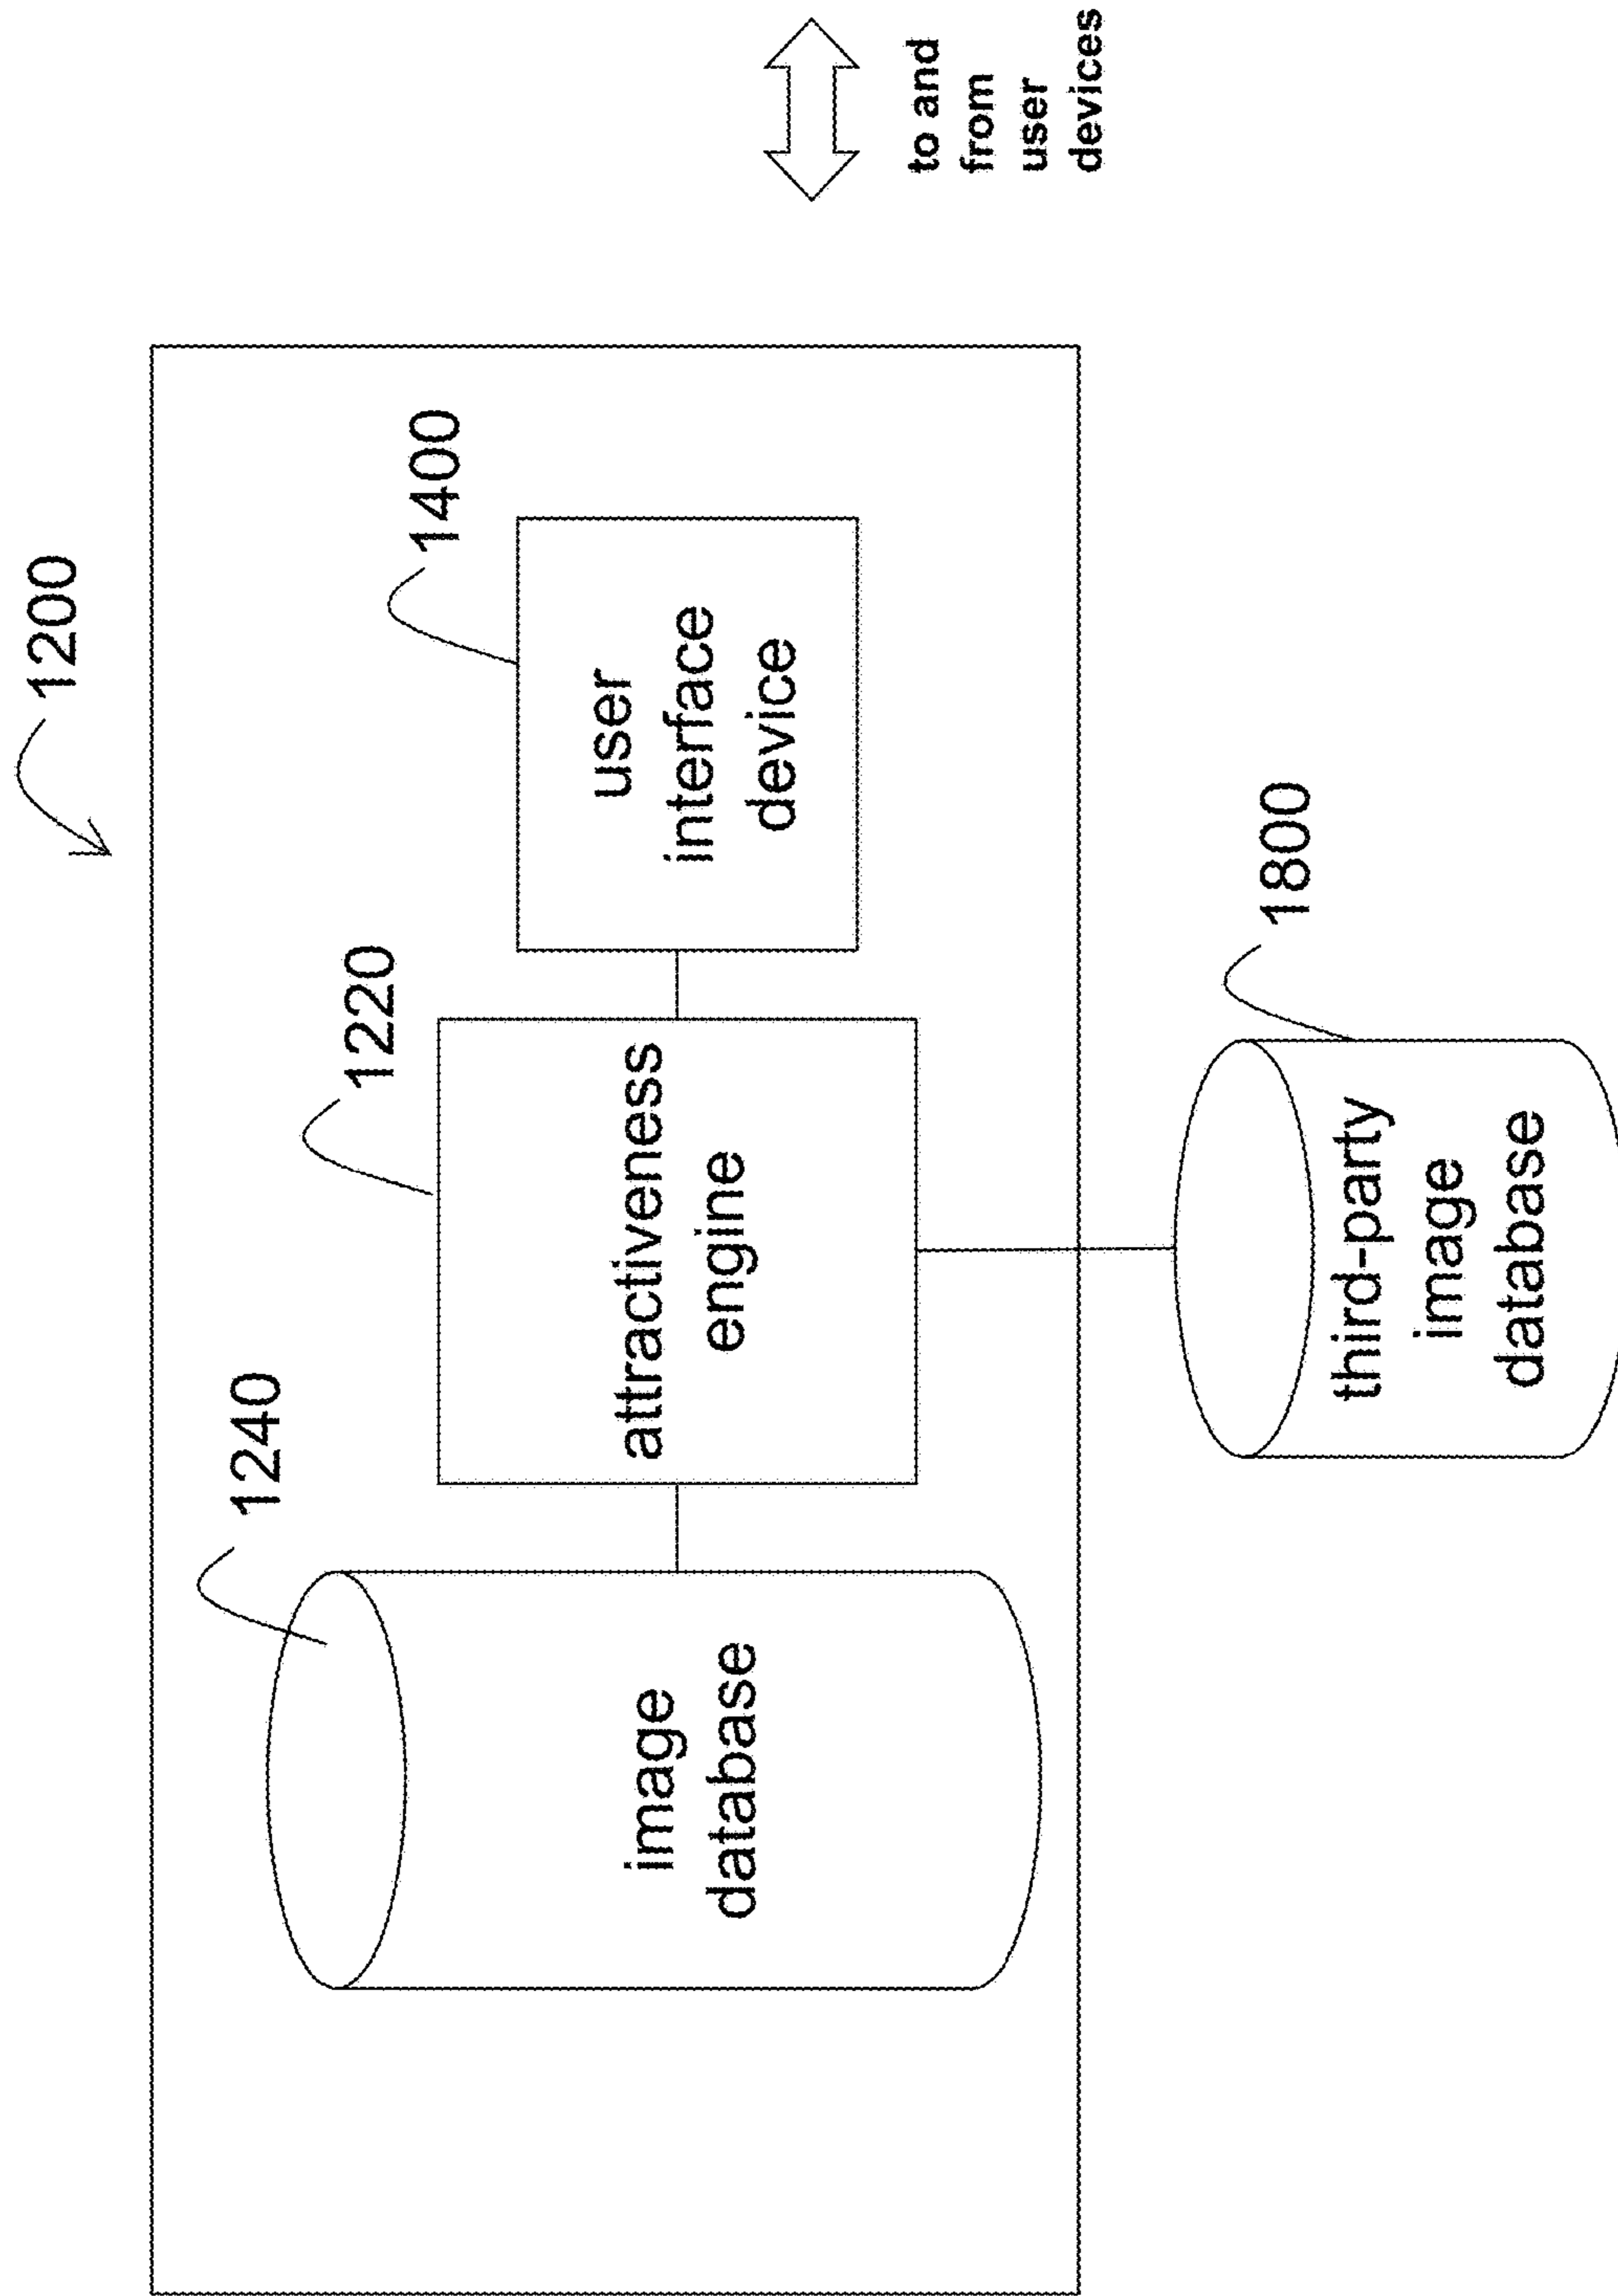 1200
1240
1220
1400
image
database
attractiveness
engine
user
interface
device
to and
from
user
devices
1800
third-party
image
database